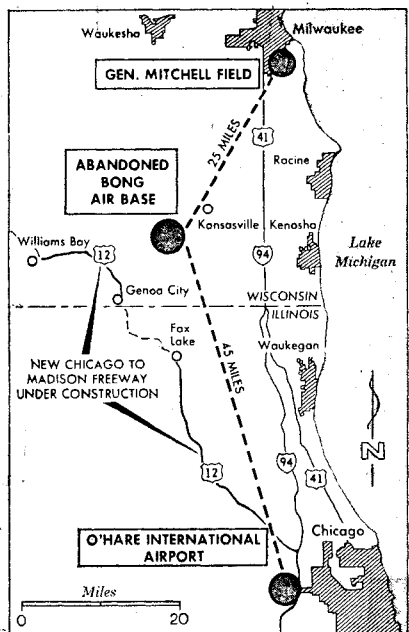 Waukesha
Milwaukee
GEN. MITCHELL FIELD
25 MILES
41
Racine
ABANDONED
BONG
AIR BASE
Kansasville
Kenosha
Lake
Michigan
Williams Bay
12
94
Genoa City
WISCONSIN
ILLINOIS
Fox
Lake
Waukegan
45 MILES
NEW CHICAGO TO
MADISON FREEWAY
UNDER CONSTRUCTION
N
94
41
12
Chicago
O'HARE INTERNATIONAL
AIRPORT
Miles
0
20